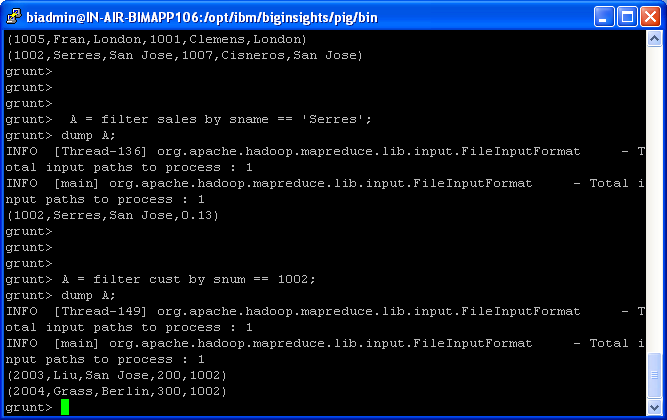 biadmin@IN-AIR-BIMAPP106:/opt/ibm/biginsights/pig/bin
(1005,Fran,London,1001,Clemens,London)
(1002,Serres,San Jose,1007,Cisneros,San Jose)
grunt>
grunt>
grunt>
grunt>  A = filter sales by sname == 'Serres';
grunt> dump A;
INFO  [Thread-136] org.apache.hadoop.mapreduce.lib.input.FileInputFormat     - T
otal input paths to process : 1
INFO  [main] org.apache.hadoop.mapreduce.lib.input.FileInputFormat     - Total i
nput paths to process : 1
(1002,Serres,San Jose,0.13)
grunt>
grunt>
grunt>
grunt> A = filter cust by snum == 1002;
grunt> dump A;
INFO  [Thread-149] org.apache.hadoop.mapreduce.lib.input.FileInputFormat     - T
otal input paths to process : 1
INFO  [main] org.apache.hadoop.mapreduce.lib.input.FileInputFormat     - Total i
nput paths to process : 1
(2003,Liu,San Jose,200,1002)
(2004,Grass,Berlin,300,1002)
grunt>